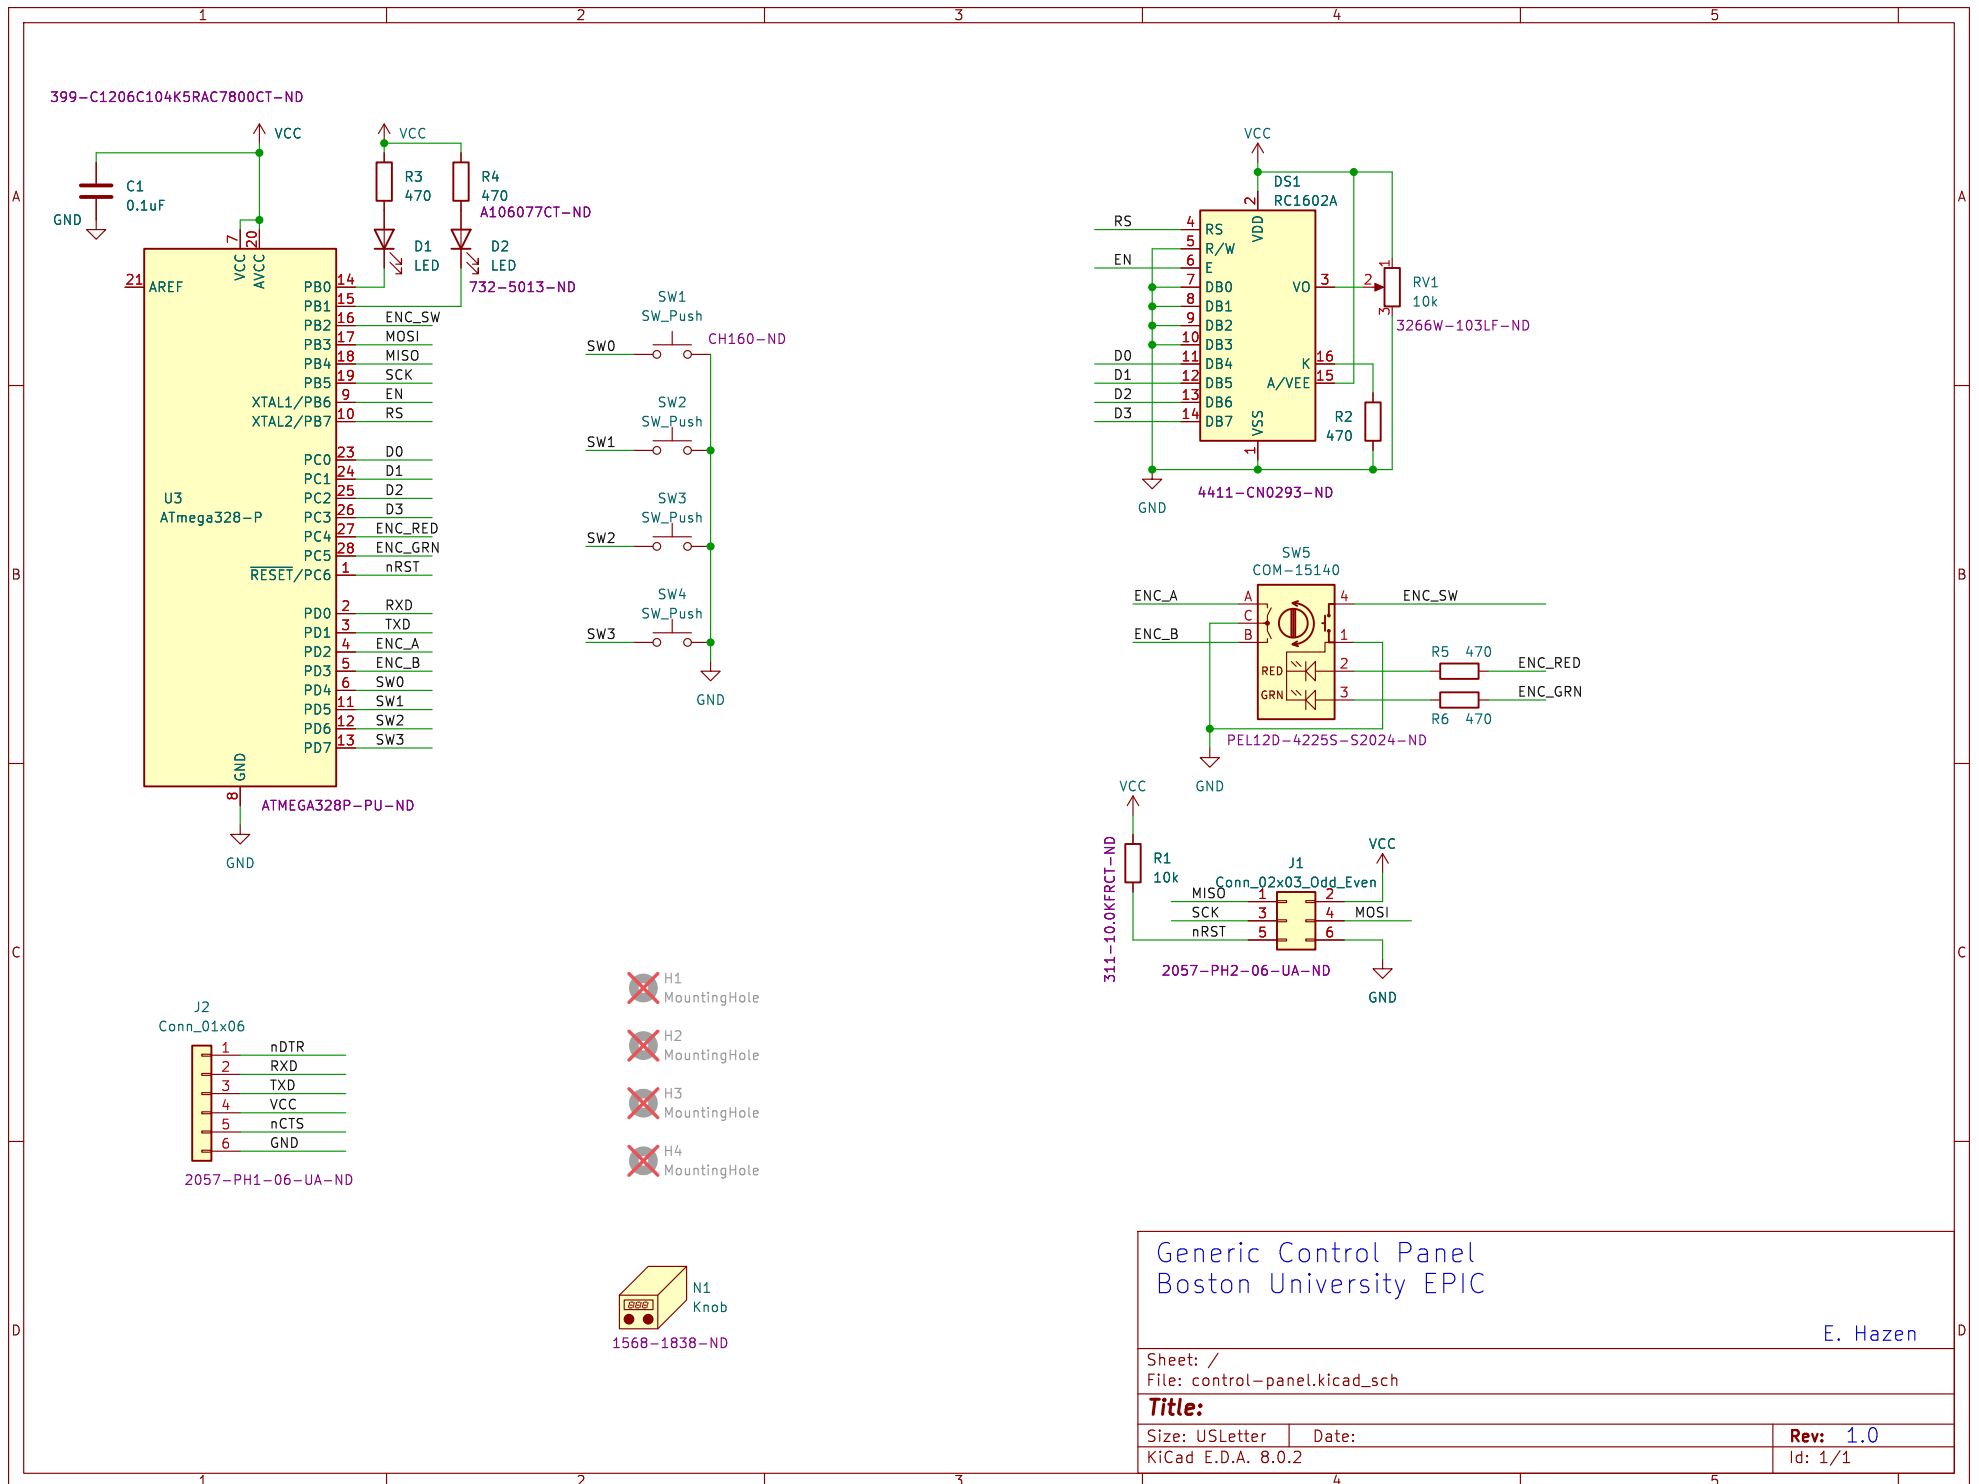 1 2 3 4 5
A
B
C
D
A
B
C
D
399-C1206C104K5RAC7800CT-ND
VCC
C1
0.1uF
GND
VCC
R3
470
R4
470
A106077CT-ND
D1
LED
D2
LED
732-5013-ND
7
20
VCC
AVCC
21 AREF
PB0 14
PB1 15
PB2 16 ENC_SW
PB3 17 MOSI
PB4 18 MISO
PB5 19 SCK
XTAL1/PB6 9 EN
XTAL2/PB7 10 RS
PC0 23 D0
PC1 24 D1
PC2 25 D2
PC3 26 D3
PC4 27 ENC_RED
PC5 28 ENC_GRN
RESET/PC6 1 nRST
PD0 2 RXD
PD1 3 TXD
PD2 4 ENC_A
PD3 5 ENC_B
PD4 6 SW0
PD5 11 SW1
PD6 12 SW2
PD7 13 SW3
U3
ATmega328-P
GND
8
ATMEGA328P-PU-ND
GND
SW1
SW_Push
CH160-ND
SW0
SW2
SW_Push
SW1
SW3
SW_Push
SW2
SW4
SW_Push
SW3
GND
VCC
DS1
RC1602A
2
VDD
RS 4 RS
5 R/W
EN 6 E
7 DB0
8 DB1
9 DB2
10 DB3
D0 11 DB4
D1 12 DB5
D2 13 DB6
D3 14 DB7
VO 3
K 16
A/VEE 15
VSS
1
2
1
3
RV1
10k
3266W-103LF-ND
R2
470
4411-CN0293-ND
GND
SW5
COM-15140
ENC_A A
C
ENC_B B
4 ENC_SW
1
RED 2
GRN 3
R5 470 ENC_RED
R6 470 ENC_GRN
PEL12D-4225S-S2024-ND
GND
VCC
R1
10k
311-10.0KFRCT-ND
J1
Conn_02x03_Odd_Even
VCC
MISO 1 2
SCK 3 4 MOSI
nRST 5 6
2057-PH2-06-UA-ND
GND
H1
MountingHole
H2
MountingHole
H3
MountingHole
H4
MountingHole
J2
Conn_01x06
1 nDTR
2 RXD
3 TXD
4 VCC
5 nCTS
6 GND
2057-PH1-06-UA-ND
N1
Knob
1568-1838-ND
Generic Control Panel
Boston University EPIC
E. Hazen
Sheet: /
File: control-panel.kicad_sch
Title:
Size: USLetter Date: Rev: 1.0
KiCad E.D.A. 8.0.2 Id: 1/1
1 2 3 4 5